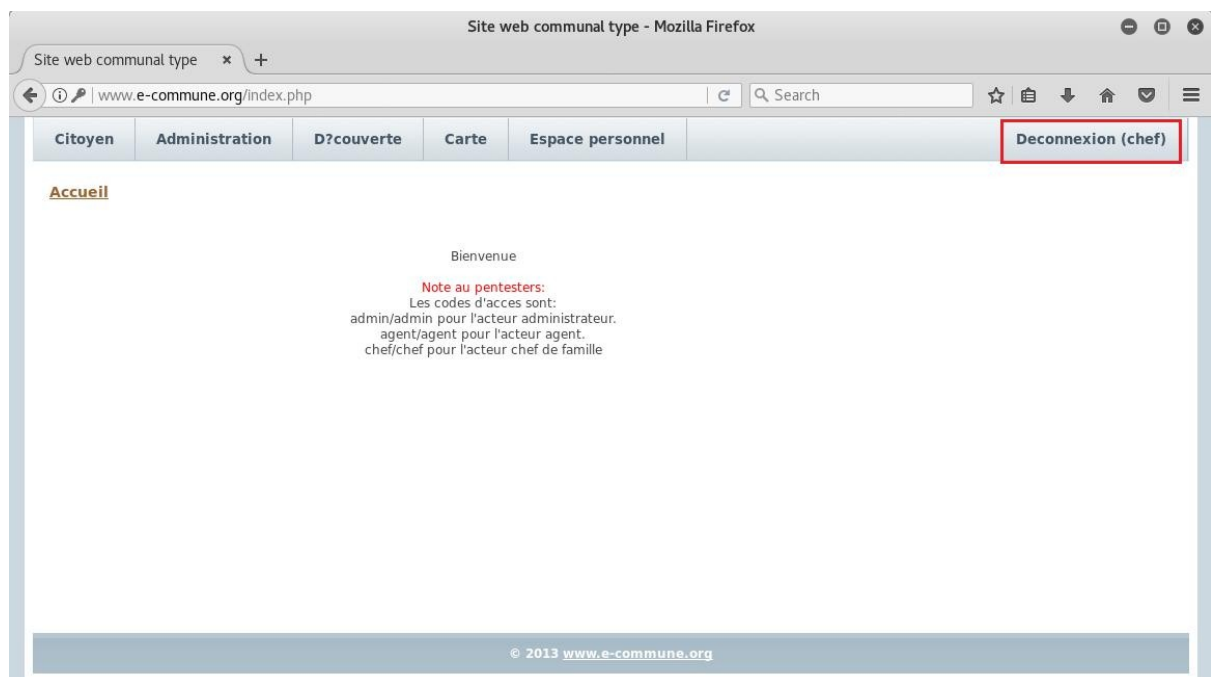 Site web communal type - Mozilla Firefox
Site web communal type
www.e-commune.org/index.php
Search
Citoyen Administration D?couverte Carte Espace personnel Deconnexion (chef)
Accueil
Bienvenue
Note au pentesters:
Les codes d'acces sont:
admin/admin pour l'acteur administrateur.
agent/agent pour l'acteur agent.
chef/chef pour l'acteur chef de famille
© 2013 www.e-commune.org